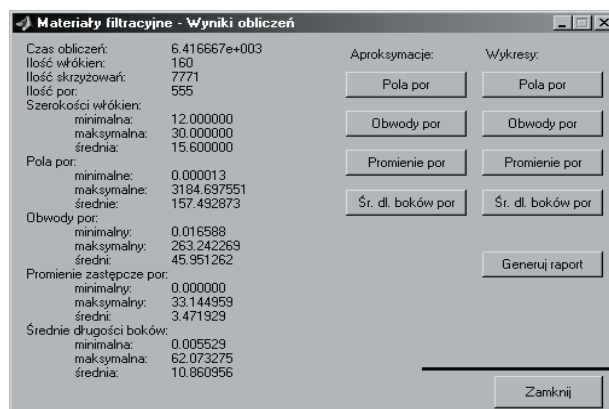 Materiały filtracyjne - Wyniki obliczeń
Czas obliczeń: 6.416667e+003
Ilość włókien: 160
Ilość skrzyżowań: 7771
Ilość por: 555
Szerokości włókien:
minimalna: 12.000000
maksymalna: 30.000000
średnia: 15.600000
Pola por:
minimalne: 0.000013
maksymalne: 3184.697551
średnie: 157.492873
Obwody por:
minimalny: 0.016588
maksymalny: 263.242269
średni: 45.951262
Promienie zastępcze por:
minimalny: 0.000000
maksymalny: 33.144959
średni: 3.471929
Średnie długości boków:
minimalna: 0.005529
maksymalna: 62.073275
średnia: 10.860956
Aproksymacje:
Pola por
Obwody por
Promienie por
Śr. dł. boków por
Wykresy:
Pola por
Obwody por
Promienie por
Śr. dł. boków por
Generuj raport
Zamknij